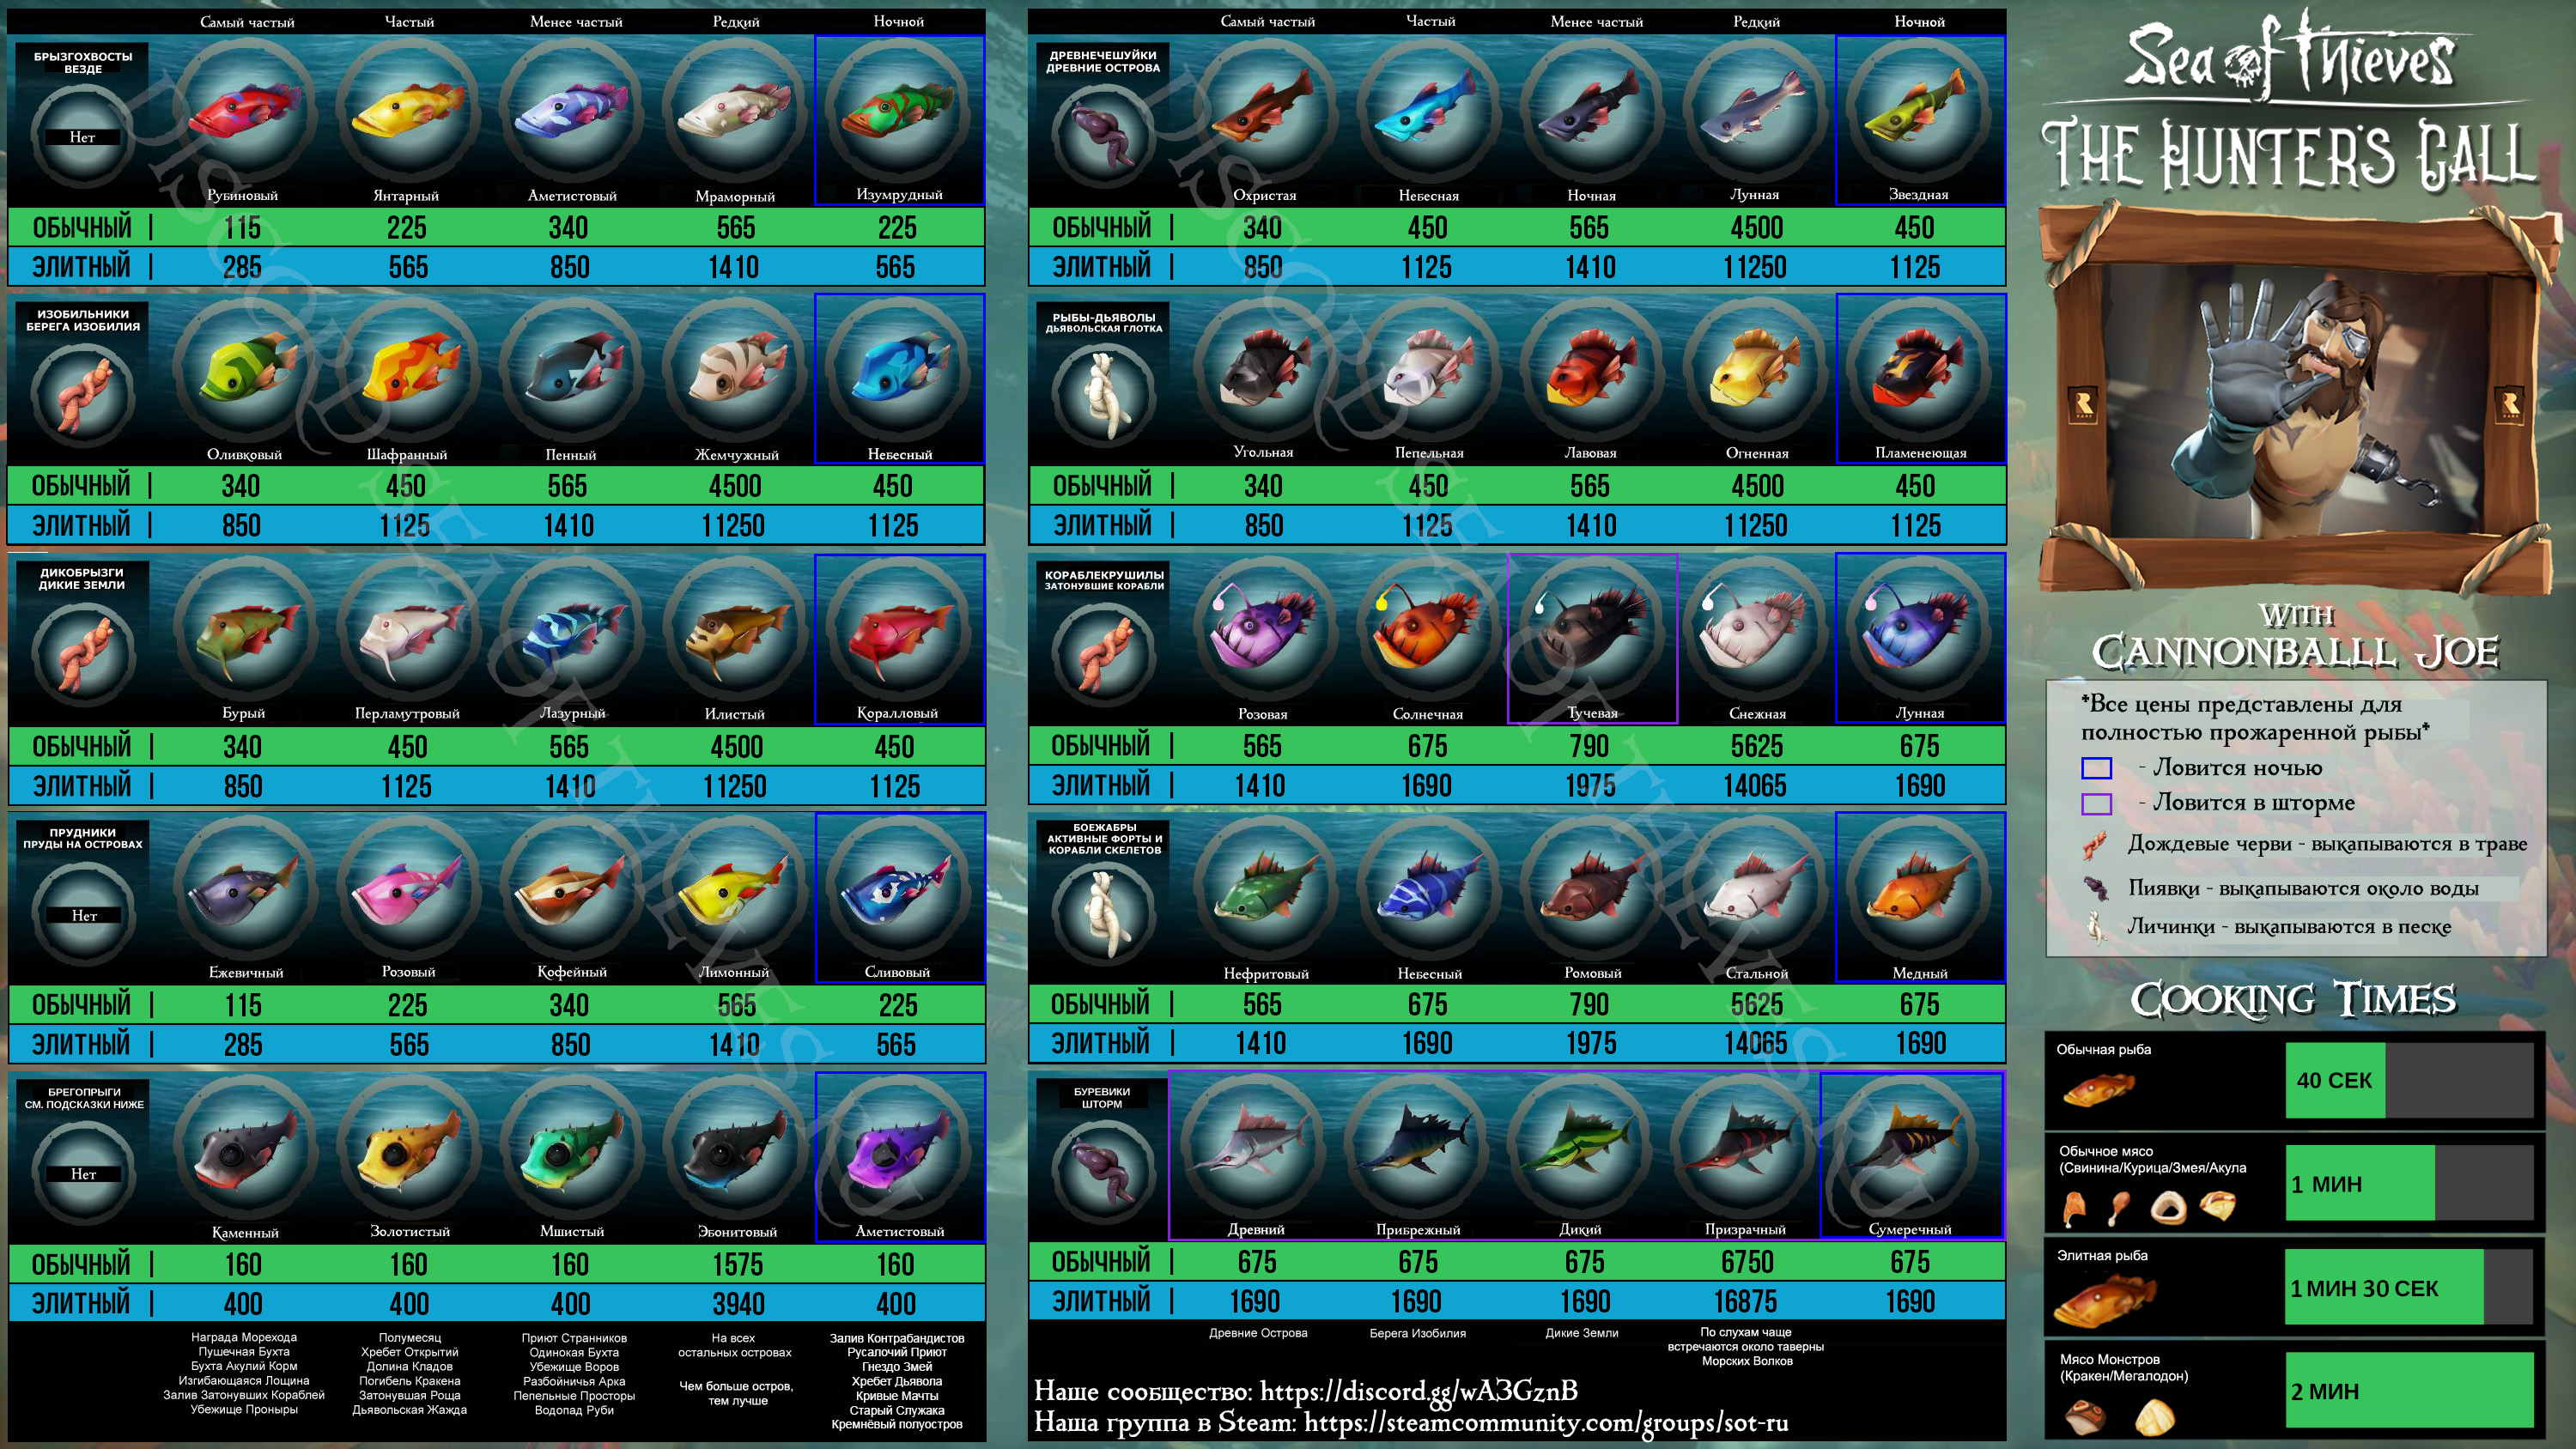 Самый частый Частый Менее частый Редкий Ночной
БРЫЗГОХВОСТЫ
ВЕЗДЕ
Нет
Рубиновый Янтарный Аметистовый Мраморный Изумрудный
ОБЫЧНЫЙ | 115 225 340 565 225
ЭЛИТНЫЙ | 285 565 850 1410 565
ИЗОБИЛЬНИКИ
БЕРЕГА ИЗОБИЛИЯ
Оливковый Шафранный Пенный Жемчужный Небесный
ОБЫЧНЫЙ | 340 450 565 4500 450
ЭЛИТНЫЙ | 850 1125 1410 11250 1125
ДИКОБРЫЗГИ
ДИКИЕ ЗЕМЛИ
Бурый Перламутровый Лазурный Илистый Коралловый
ОБЫЧНЫЙ | 340 450 565 4500 450
ЭЛИТНЫЙ | 850 1125 1410 11250 1125
ПРУДНИКИ
ПРУДЫ НА ОСТРОВАХ
Нет
Ежевичный Розовый Кофейный Лимонный Сливовый
ОБЫЧНЫЙ | 115 225 340 565 225
ЭЛИТНЫЙ | 285 565 850 1410 565
БРЕГОПРЫГИ
СМ. ПОДСКАЗКИ НИЖЕ
Нет
Каменный Золотистый Мшистый Эбонитовый Аметистовый
ОБЫЧНЫЙ | 160 160 160 1575 160
ЭЛИТНЫЙ | 400 400 400 3940 400
Награда Морехода
Пушечная Бухта
Бухта Акулий Корм
Изгибающаяся Лощина
Залив Затонувших Кораблей
Убежище Проныры
Полумесяц
Хребет Открытий
Долина Кладов
Погибель Кракена
Затонувшая Роща
Дьявольская Жажда
Приют Странников
Одинокая Бухта
Убежище Воров
Разбойничья Арка
Пепельные Просторы
Водопад Руби
На всех
остальных островах
Чем больше остров,
тем лучше
Залив Контрабандистов
Русалочий Приют
Гнездо Змей
Хребет Дьявола
Кривые Мачты
Старый Служака
Кремнёвый полуостров
DISCORD SEA OF THIEVES RU
Самый частый Частый Менее частый Редкий Ночной
ДРЕВНЕЧЕШУЙКИ
ДРЕВНИЕ ОСТРОВА
Охристая Небесная Ночная Лунная Звездная
ОБЫЧНЫЙ | 340 450 565 4500 450
ЭЛИТНЫЙ | 850 1125 1410 11250 1125
РЫБЫ-ДЬЯВОЛЫ
ДЬЯВОЛЬСКАЯ ГЛОТКА
Угольная Пепельная Лавовая Огненная Пламенеющая
ОБЫЧНЫЙ | 340 450 565 4500 450
ЭЛИТНЫЙ | 850 1125 1410 11250 1125
КОРАБЛЕКРУШИЛЫ
ЗАТОНУВШИЕ КОРАБЛИ
Розовая Солнечная Тучевая Снежная Лунная
ОБЫЧНЫЙ | 565 675 790 5625 675
ЭЛИТНЫЙ | 1410 1690 1975 14065 1690
БОЕЖАБРЫ
АКТИВНЫЕ ФОРТЫ И
КОРАБЛИ СКЕЛЕТОВ
Нефритовый Небесный Ромовый Стальной Медный
ОБЫЧНЫЙ | 565 675 790 5625 675
ЭЛИТНЫЙ | 1410 1690 1975 14065 1690
БУРЕВИКИ
ШТОРМ
Древний Прибрежный Дикий Призрачный Сумеречный
ОБЫЧНЫЙ | 675 675 675 6750 675
ЭЛИТНЫЙ | 1690 1690 1690 16875 1690
Древние Острова
Берега Изобилия
Дикие Земли
По слухам чаще
встречаются около таверны
Морских Волков
Наше сообщество: https://discord.gg/wA3GznB
Наша группа в Steam: https://steamcommunity.com/groups/sot-ru
DISCORD SEA OF THIEVES RU
Sea of Thieves
THE HUNTER'S CALL
R
RARE
R
RARE
WITH
CANNONBALLL JOE
*Все цены представлены для
полностью прожаренной рыбы*
- Ловится ночью
- Ловится в шторме
Дождевые черви - выкапываются в траве
Пиявки - выкапываются около воды
Личинки - выкапываются в песке
COOKING TIMES
Обычная рыба
40 СЕК
Обычное мясо
(Свинина/Курица/Змея/Акула
1 МИН
Элитная рыба
1 МИН 30 СЕК
Мясо Монстров
(Кракен/Мегалодон)
2 МИН